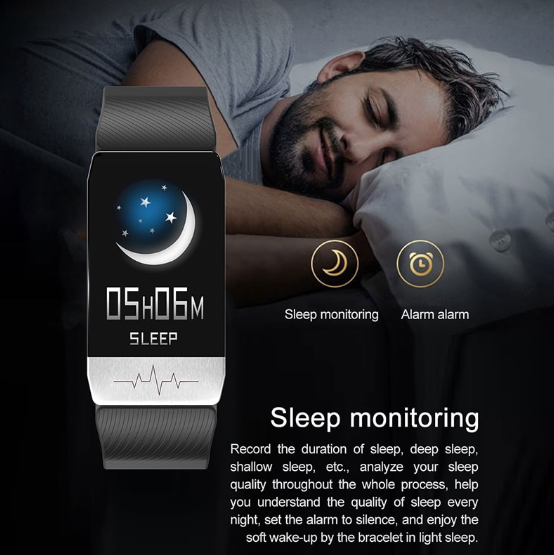 05H06M
SLEEP
Sleep monitoring
Alarm alarm
Sleep monitoring
Record the duration of sleep, deep sleep,
shallow sleep, etc., analyze your sleep
quality throughout the whole process, help
you understand the quality of sleep every
night, set the alarm to silence, and enjoy the
soft wake-up by the bracelet in light sleep.